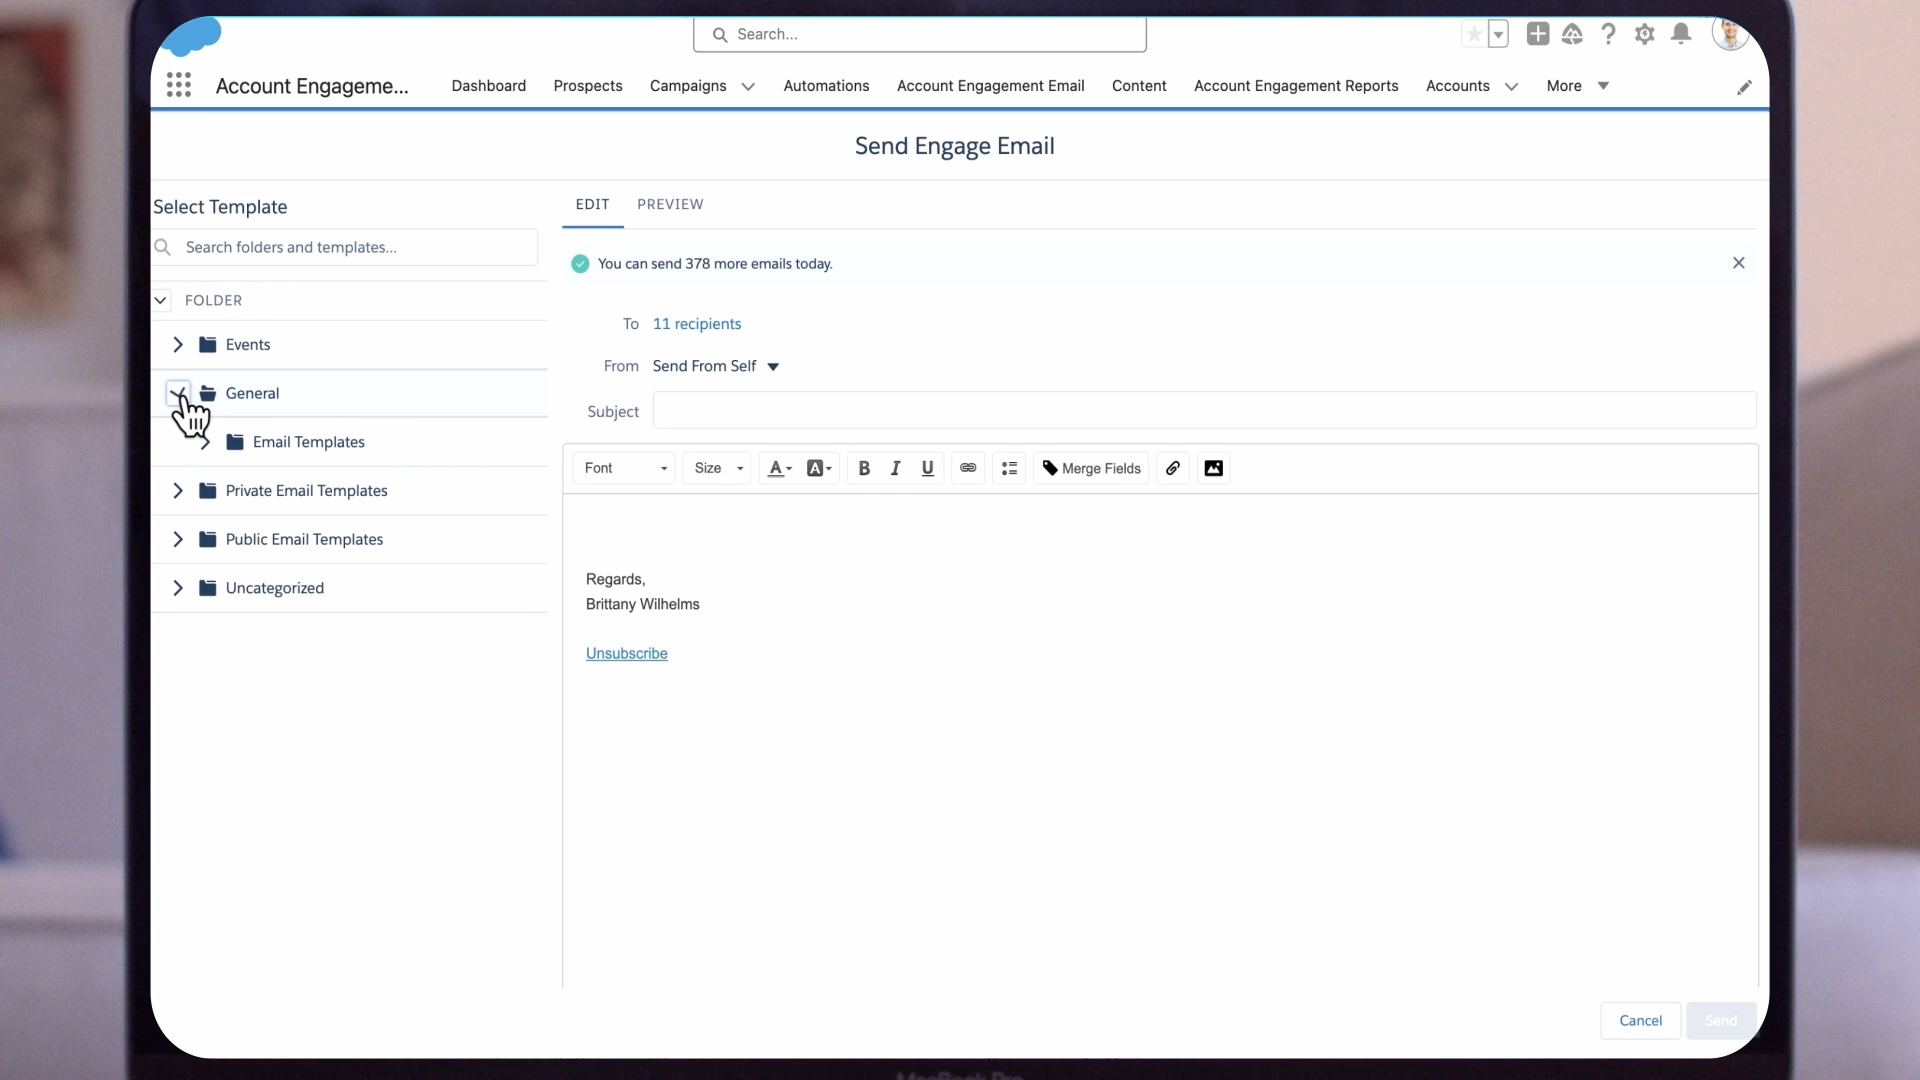 Search...
Account Engageme...
Dashboard
Prospects
Campaigns
Automations
Account Engagement Email
Content
Account Engagement Reports
Accounts
More
Send Engage Email
Select Template
Search folders and templates...
FOLDER
Events
General
Email Templates
Private Email Templates
Public Email Templates
Uncategorized
EDIT
PREVIEW
You can send 378 more emails today.
To 11 recipients
From Send From Self
Subject
Font
Size
Merge Fields
Regards,
Brittany Wilhelms
Unsubscribe
Cancel
Send
MacBook Pro